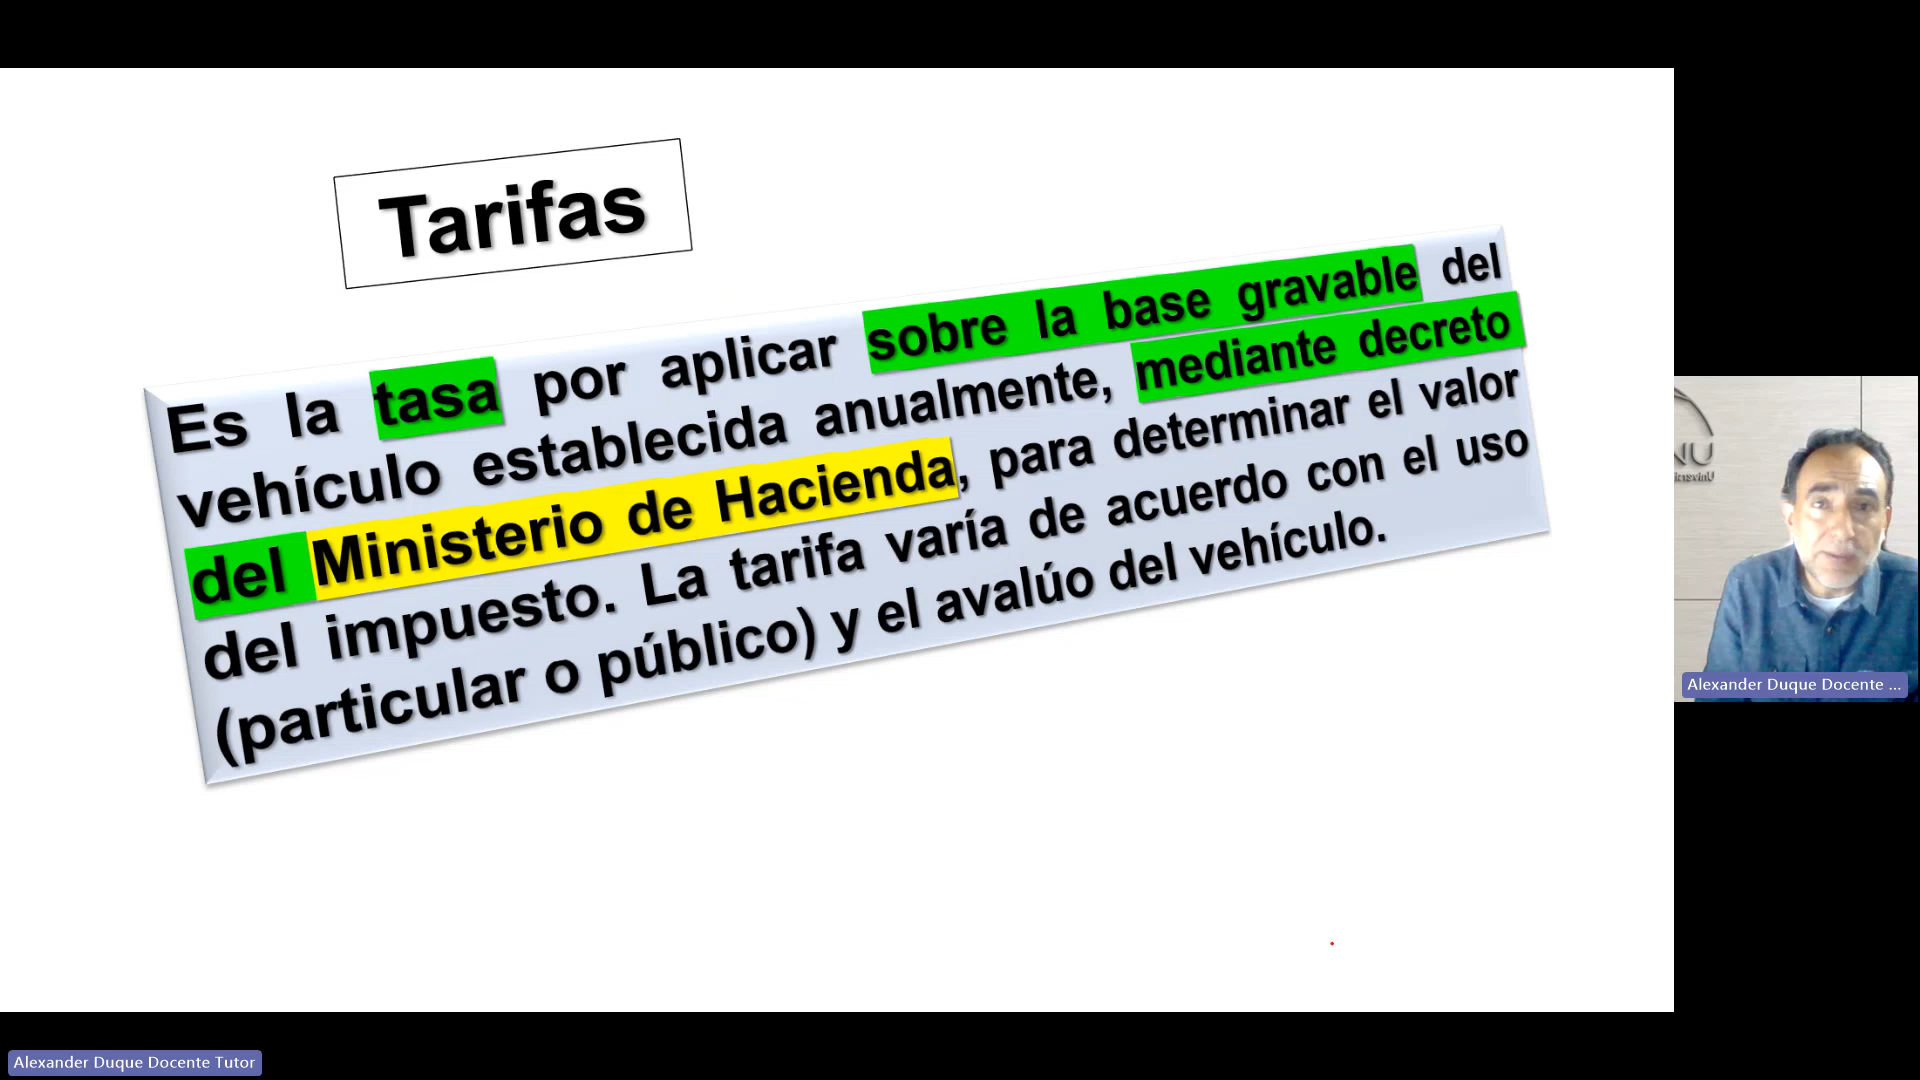 Tarifas
Es la tasa por aplicar sobre la base gravable del
vehículo establecida anualmente, mediante decreto
del Ministerio de Hacienda, para determinar el valor
del impuesto. La tarifa varía de acuerdo con el uso
(particular o público) y el avalúo del vehículo.
Alexander Duque Docente ...
Alexander Duque Docente Tutor